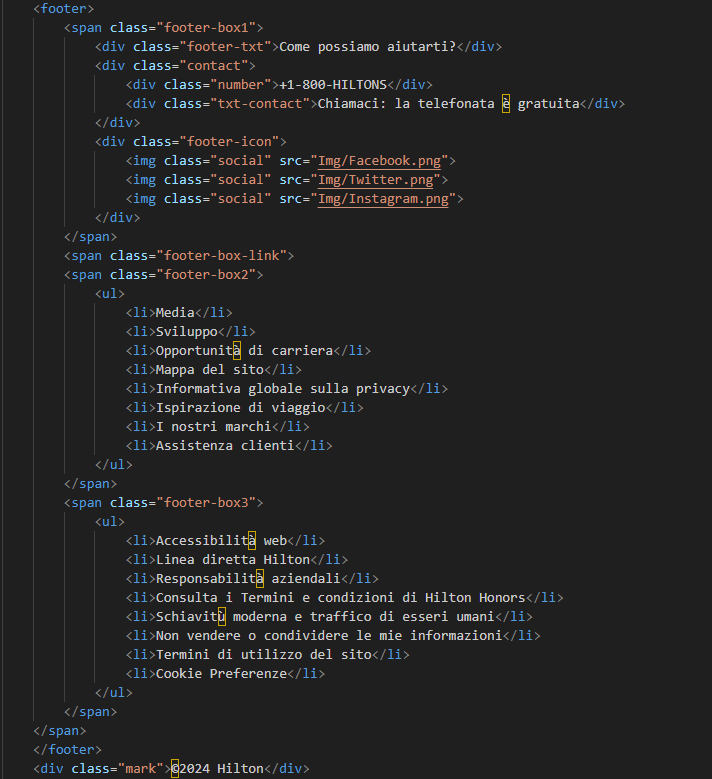 <footer>
<span class="footer-box1">
<div class="footer-txt">Come possiamo aiutarti?</div>
<div class="contact">
<div class="number">+1-800-HILTONS</div>
<div class="txt-contact">Chiamaci: la telefonata è gratuita</div>
</div>
<div class="footer-icon">
<img class="social" src="Img/Facebook.png">
<img class="social" src="Img/Twitter.png">
<img class="social" src="Img/Instagram.png">
</div>
</span>
<span class="footer-box-link">
<span class="footer-box2">
<ul>
<li>Media</li>
<li>Sviluppo</li>
<li>Opportunità di carriera</li>
<li>Mappa del sito</li>
<li>Informativa globale sulla privacy</li>
<li>Ispirazione di viaggio</li>
<li>I nostri marchi</li>
<li>Assistenza clienti</li>
</ul>
</span>
<span class="footer-box3">
<ul>
<li>Accessibilità web</li>
<li>Linea diretta Hilton</li>
<li>Responsabilità aziendali</li>
<li>Consulta i Termini e condizioni di Hilton Honors</li>
<li>Schiavitù moderna e traffico di esseri umani</li>
<li>Non vendere o condividere le mie informazioni</li>
<li>Termini di utilizzo del sito</li>
<li>Cookie Preferenze</li>
</ul>
</span>
</span>
</footer>
<div class="mark">©2024 Hilton</div>